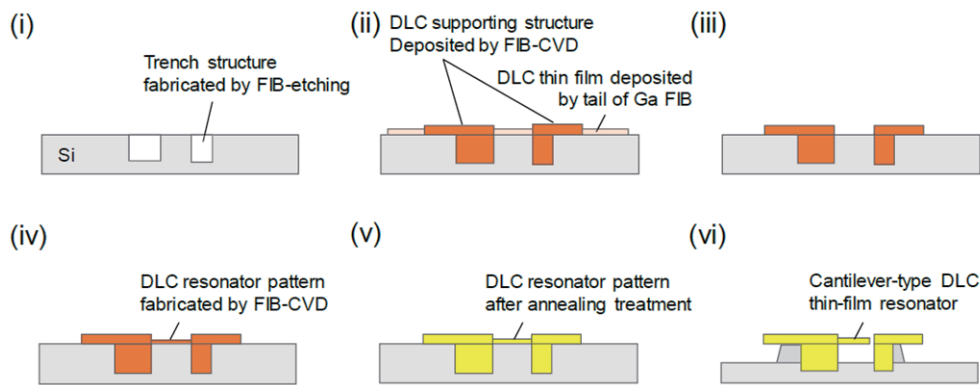 (i)
Trench structure
fabricated by FIB-etching
Si
(ii)
DLC supporting structure
Deposited by FIB-CVD
DLC thin film deposited
by tail of Ga FIB
(iii)
(iv)
DLC resonator pattern
fabricated by FIB-CVD
(v)
DLC resonator pattern
after annealing treatment
(vi)
Cantilever-type DLC
thin-film resonator